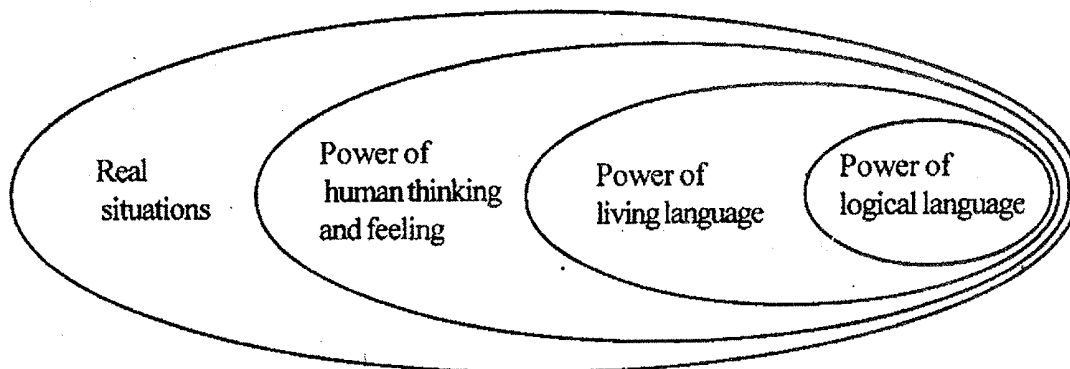 Real
situations
Power of
human thinking
and feeling
Power of
living language
Power of
logical language